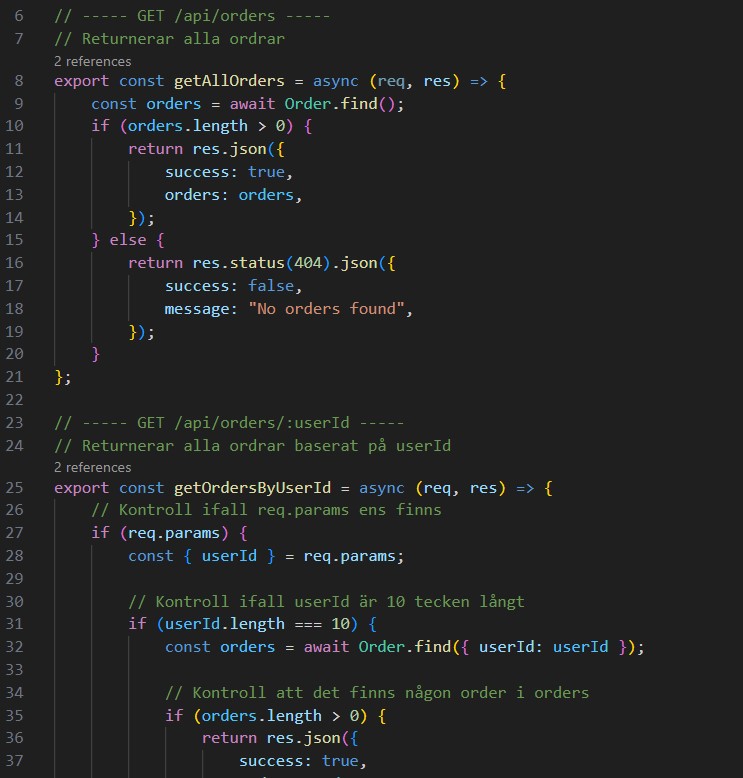 6 // ----- GET /api/orders -----
7 // Returnerar alla ordrar
2 references
8 export const getAllOrders = async (req, res) => {
9     const orders = await Order.find();
10     if (orders.length > 0) {
11         return res.json({
12             success: true,
13             orders: orders,
14         });
15     } else {
16         return res.status(404).json({
17             success: false,
18             message: "No orders found",
19         });
20     }
21 };
22
23 // ----- GET /api/orders/:userId -----
24 // Returnerar alla ordrar baserat på userId
2 references
25 export const getOrdersByUserId = async (req, res) => {
26     // Kontroll ifall req.params ens finns
27     if (req.params) {
28         const { userId } = req.params;
29
30         // Kontroll ifall userId är 10 tecken långt
31         if (userId.length === 10) {
32             const orders = await Order.find({ userId: userId });
33
34             // Kontroll att det finns någon order i orders
35             if (orders.length > 0) {
36                 return res.json({
37                     success: true,